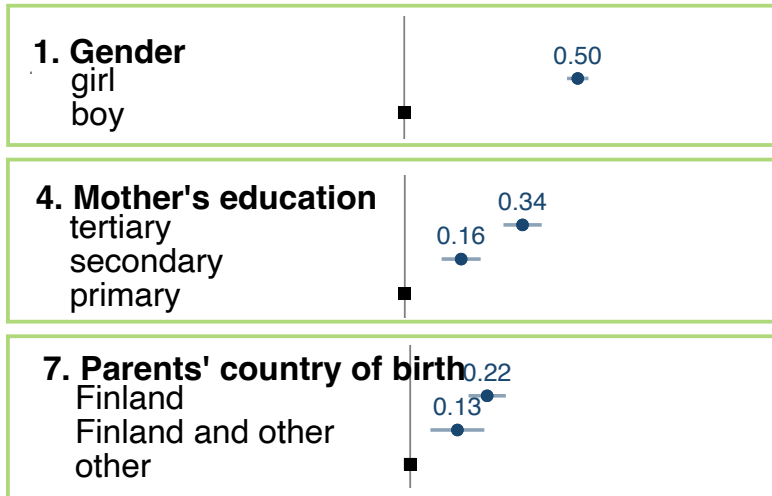 1. Gender
0.50
girl
boy
4. Mother's education
0.34
tertiary
0.16
secondary
primary
7. Parents' country of birth
0.22
Finland
0.13
Finland and other
other